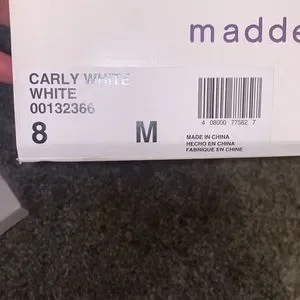 madde
CARLY WHITE
WHITE
00132366
8 M
4 08000 77582 7
MADE IN CHINA
HECHO EN CHINA
FABRIQUE EN CHINE